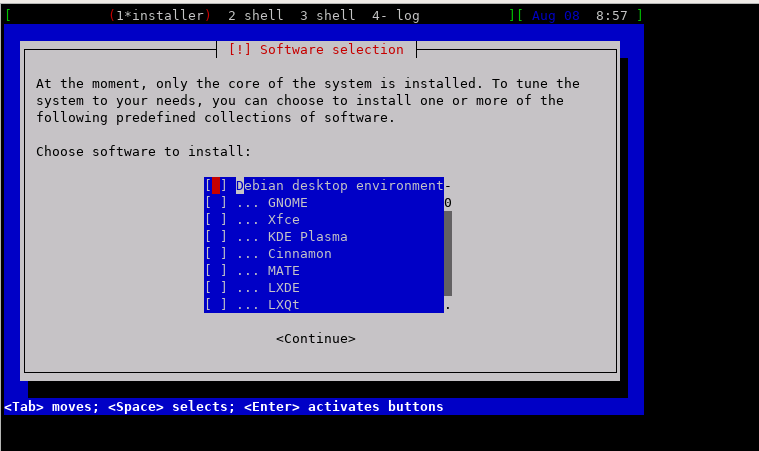 [ (1*installer) 2 shell 3 shell 4- log ][ Aug 08 8:57 ]
[!] Software selection
At the moment, only the core of the system is installed. To tune the
system to your needs, you can choose to install one or more of the
following predefined collections of software.
Choose software to install:
[ ] Debian desktop environment-
[ ] ... GNOME 0
[ ] ... Xfce
[ ] ... KDE Plasma
[ ] ... Cinnamon
[ ] ... MATE
[ ] ... LXDE
[ ] ... LXQt .
<Continue>
<Tab> moves; <Space> selects; <Enter> activates buttons